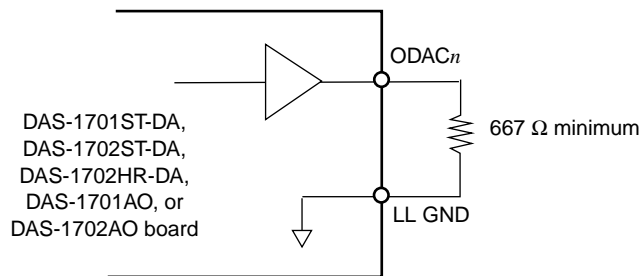 ODACn
DAS-1701ST-DA,
DAS-1702ST-DA,
DAS-1702HR-DA,
DAS-1701AO, or
DAS-1702AO board
667 Ω minimum
LL GND